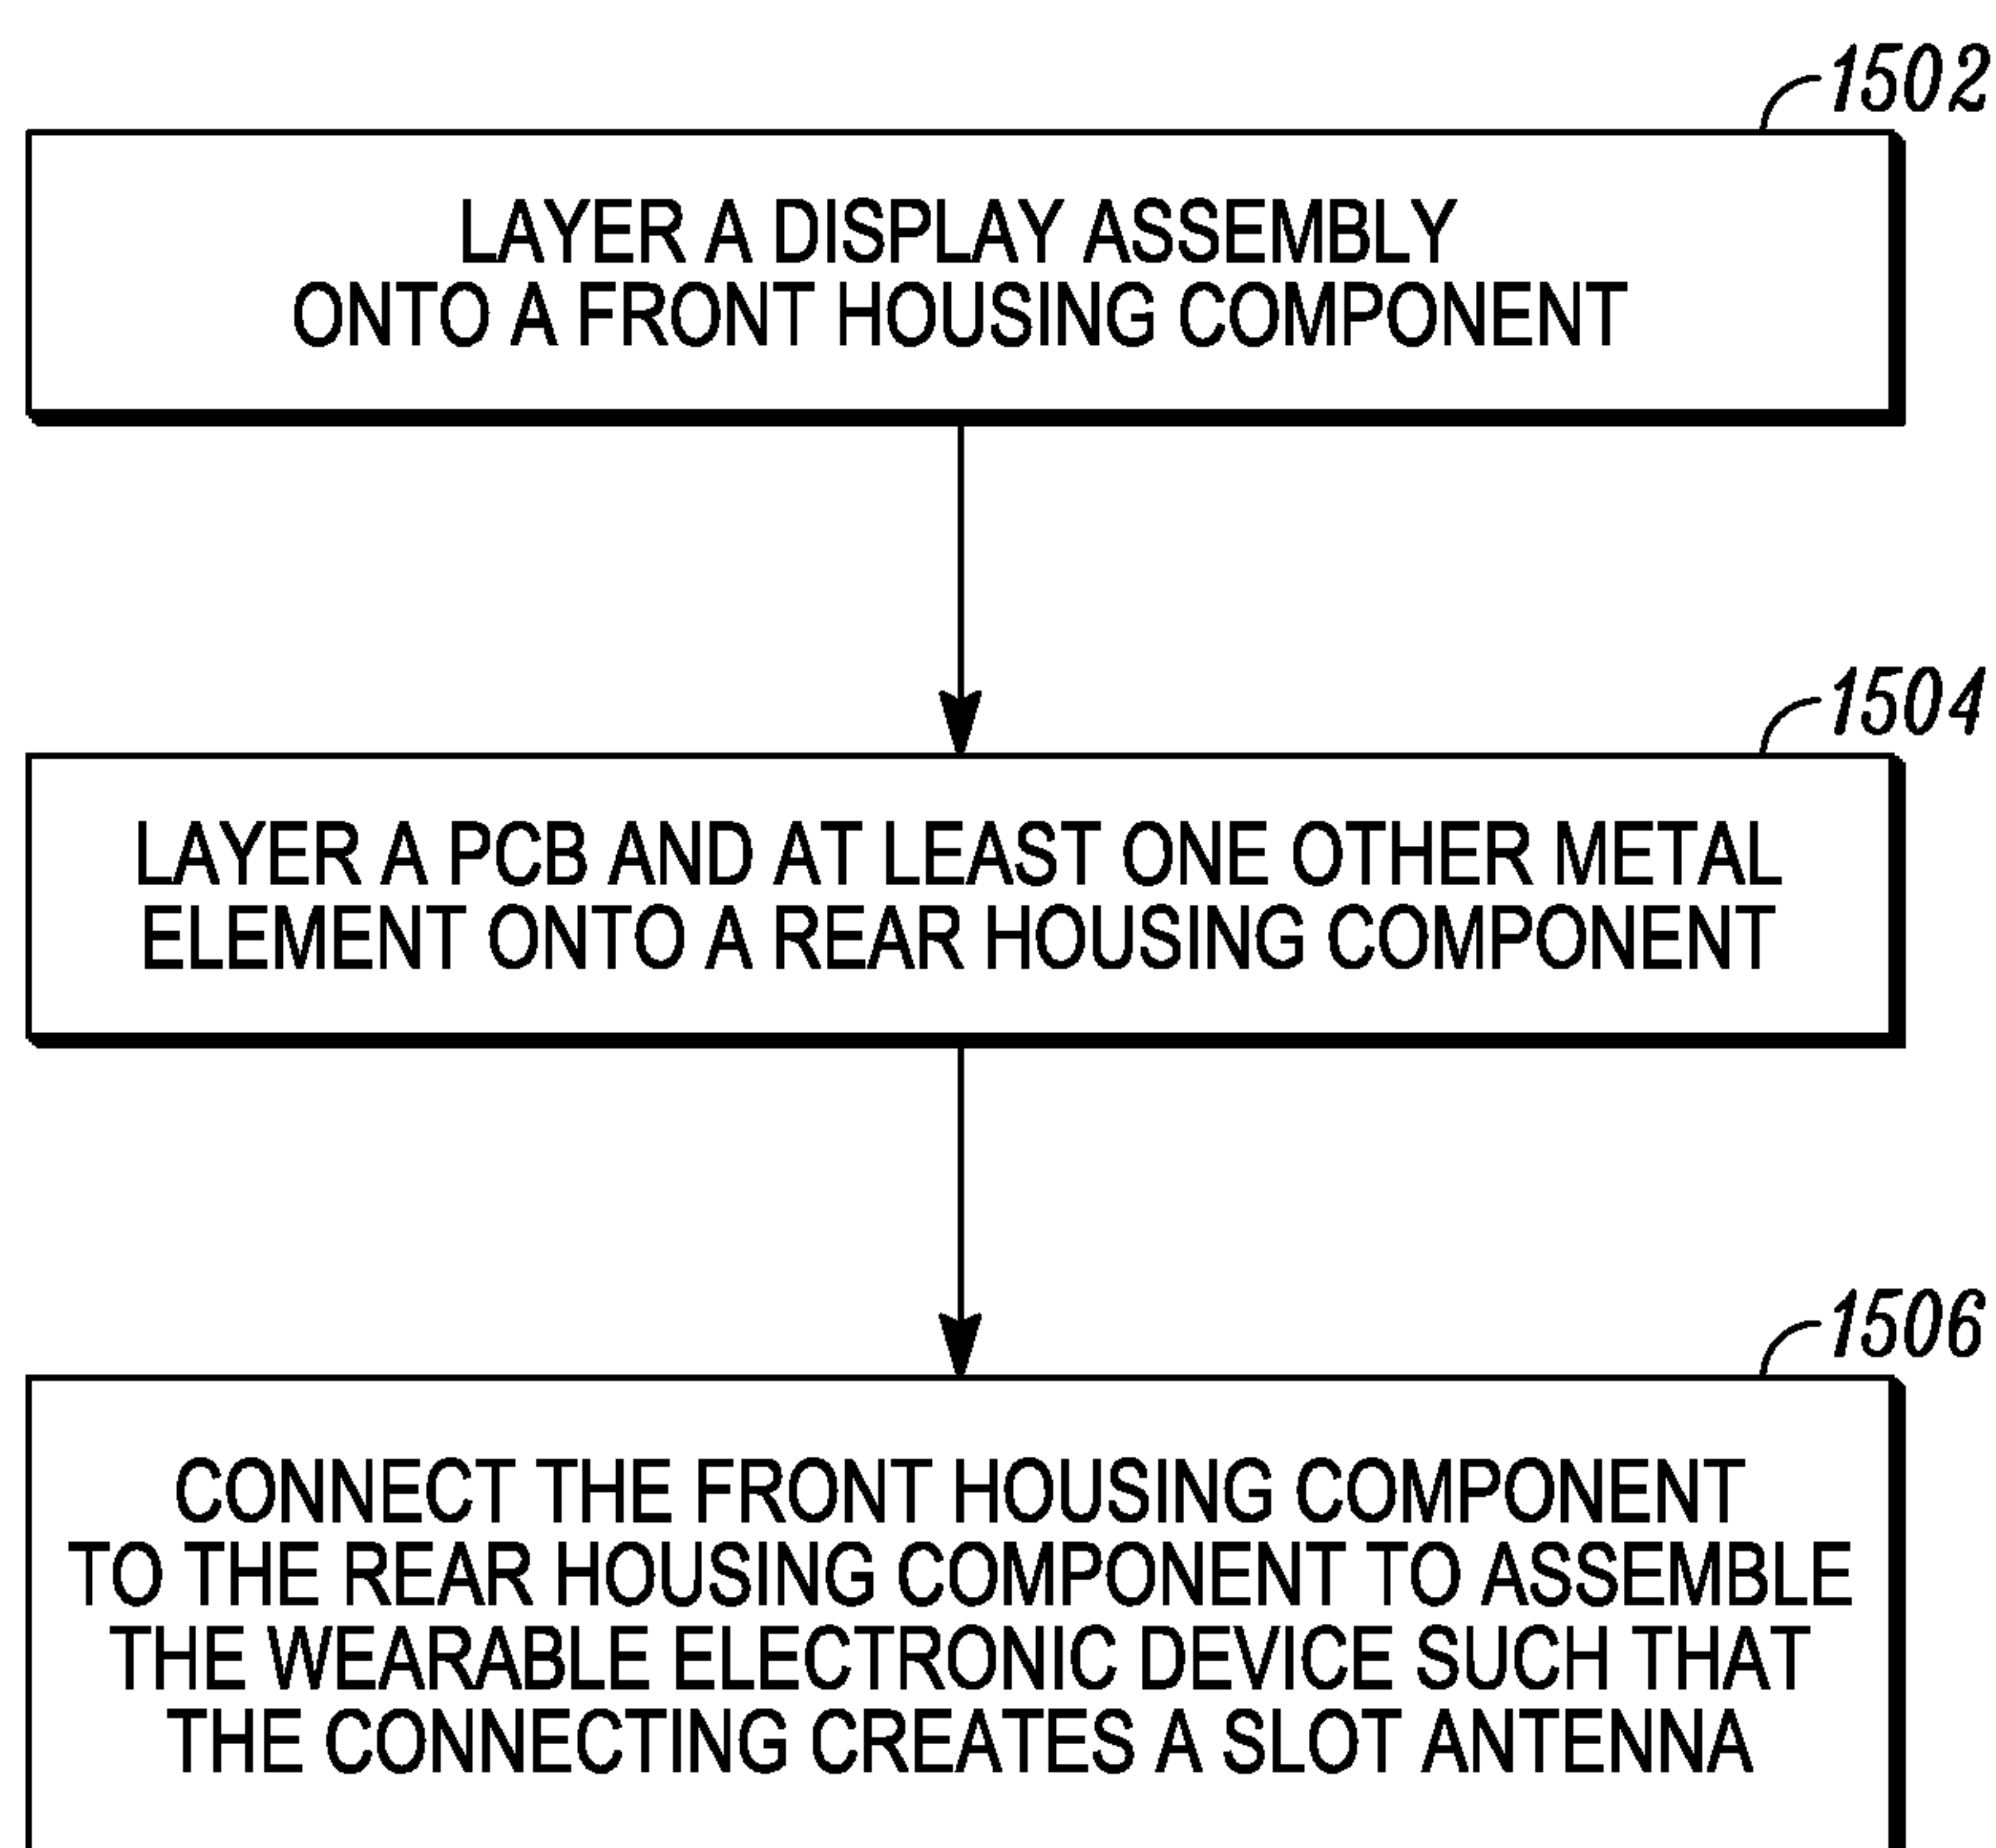 1502
LAYER A DISPLAY ASSEMBLY
ONTO A FRONT HOUSING COMPONENT
1504
LAYER A PCB AND AT LEAST ONE OTHER METAL
ELEMENT ONTO A REAR HOUSING COMPONENT
1506
CONNECT THE FRONT HOUSING COMPONENT
TO THE REAR HOUSING COMPONENT TO ASSEMBLE
THE WEARABLE ELECTRONIC DEVICE SUCH THAT
THE CONNECTING CREATES A SLOT ANTENNA